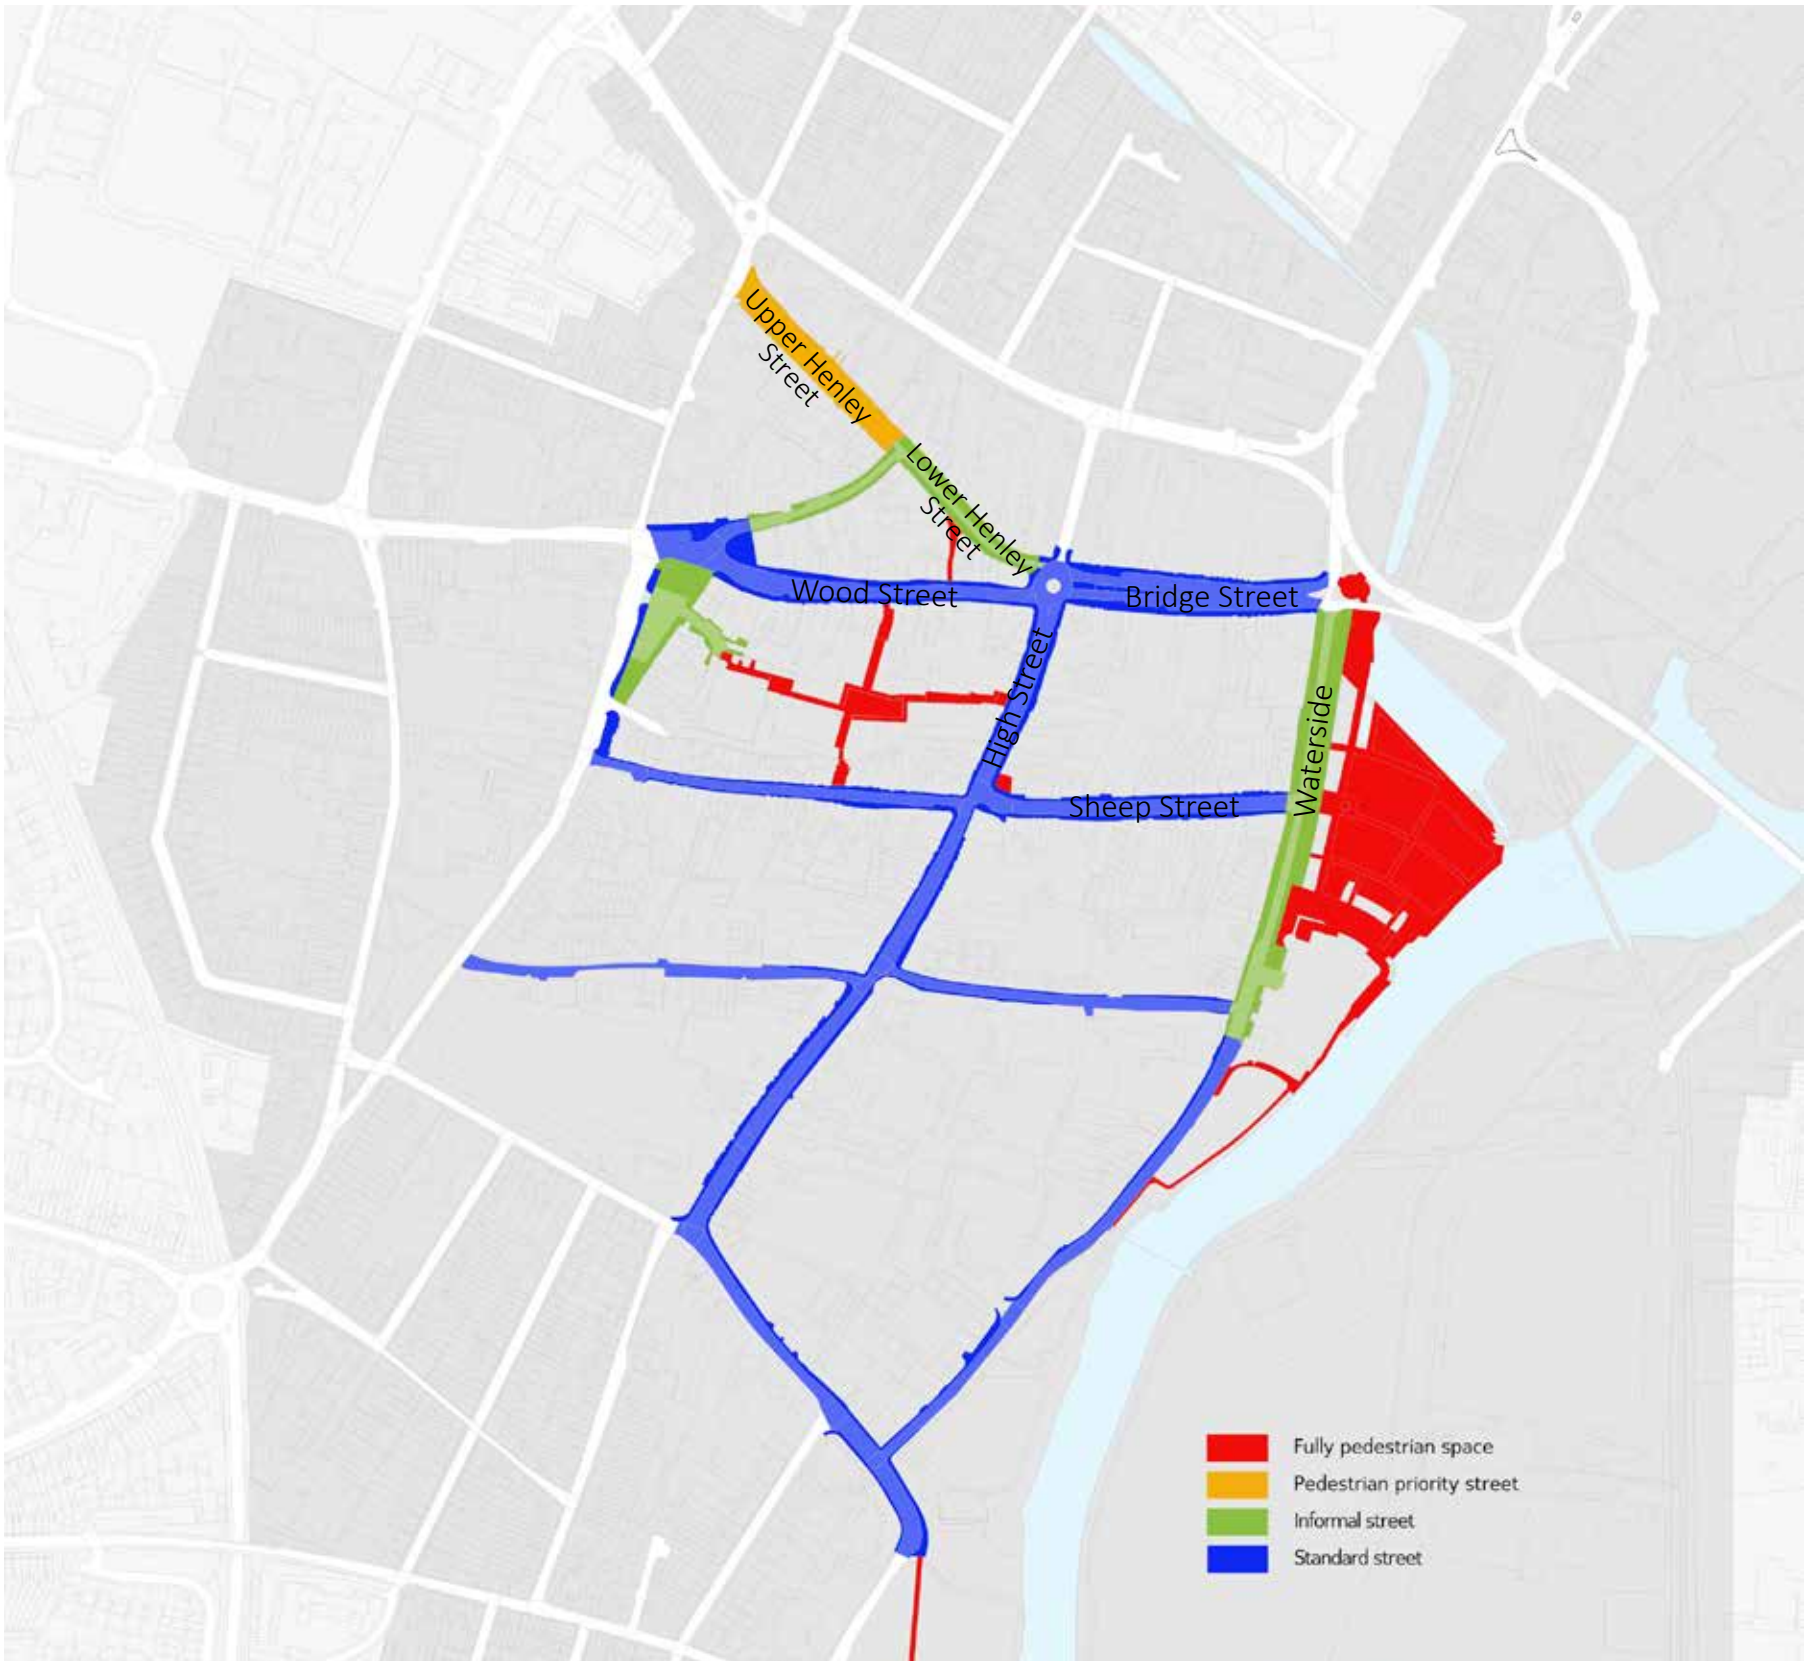 Upper Henley
Street
Lower Henley
Street
Wood Street
Bridge Street
High Street
Waterside
Sheep Street
Fully pedestrian space
Pedestrian priority street
Informal street
Standard street